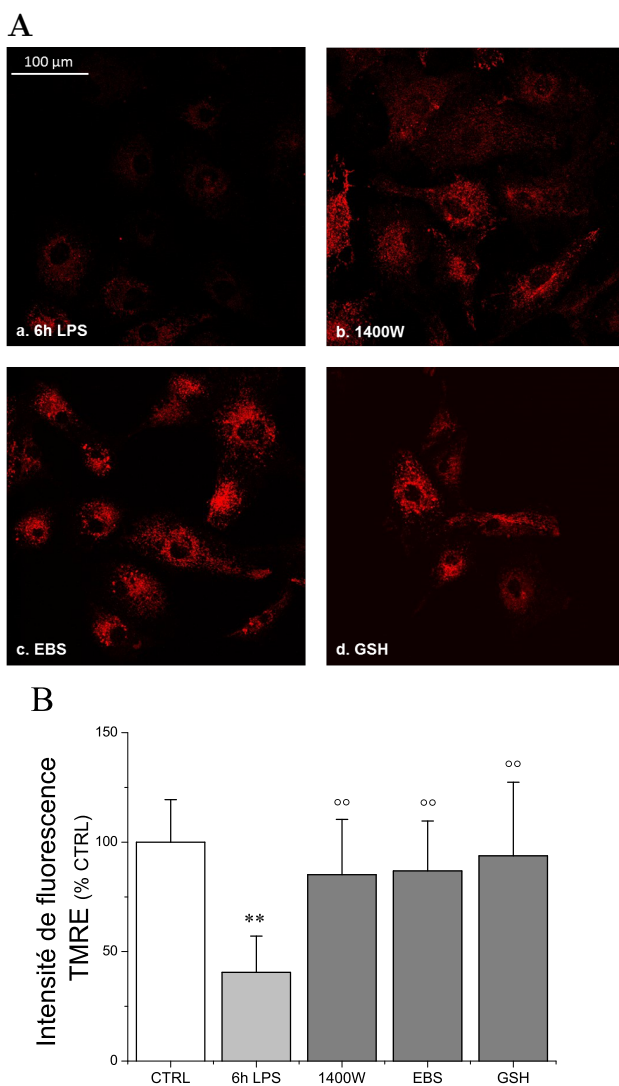 A
100 µm
a. 6h LPS
b. 1400W
c. EBS
d. GSH
B
Intensité de fluorescence
TMRE (% CTRL)
150
100
50
0
**
°°
°°
°°
CTRL
6h LPS
1400W
EBS
GSH